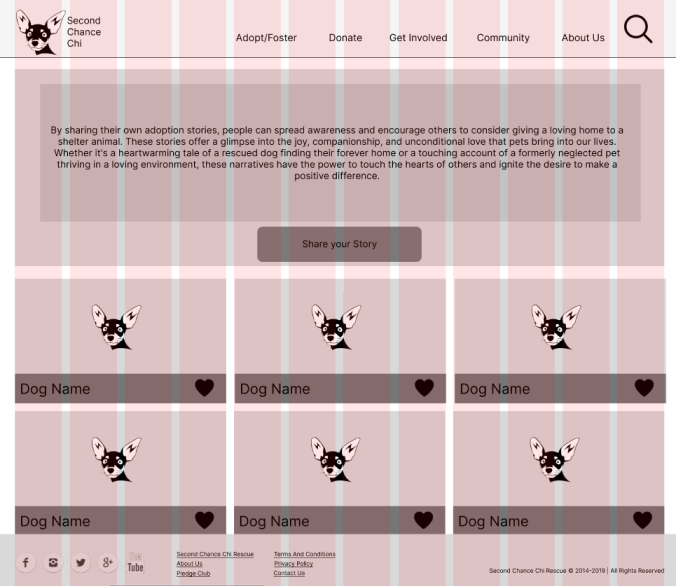 Second
Chance
Chi
Adopt/Foster Donate Get Involved Community About Us
By sharing their own adoption stories, people can spread awareness and encourage others to consider giving a loving home to a
shelter animal. These stories offer a glimpse into the joy, companionship, and unconditional love that pets bring into our lives.
Whether it's a heartwarming tale of a rescued dog finding their forever home or a touching account of a formerly neglected pet
thriving in a loving environment, these narratives have the power to touch the hearts of others and ignite the desire to make a
positive difference.
Share your Story
Dog Name Dog Name Dog Name
Dog Name Dog Name Dog Name
f g+ You Tube
Second Chance Chi Rescue Terms And Conditions
About Us Privacy Policy
Pledge Club Contact Us
Second Chance Chi Rescue © 2014-2019 | All Rights Reserved